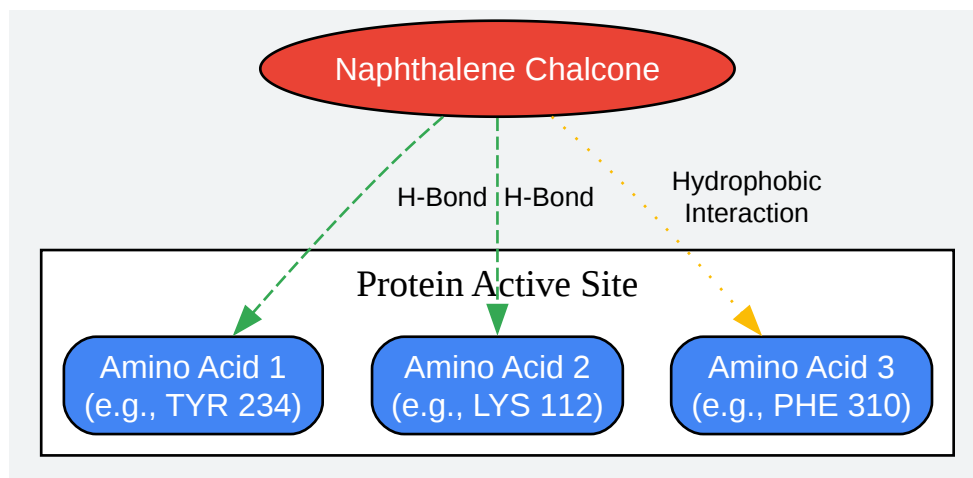 Naphthalene Chalcone
H-Bond
H-Bond
Hydrophobic
Interaction
Protein Active Site
Amino Acid 1
(e.g., TYR 234)
Amino Acid 2
(e.g., LYS 112)
Amino Acid 3
(e.g., PHE 310)